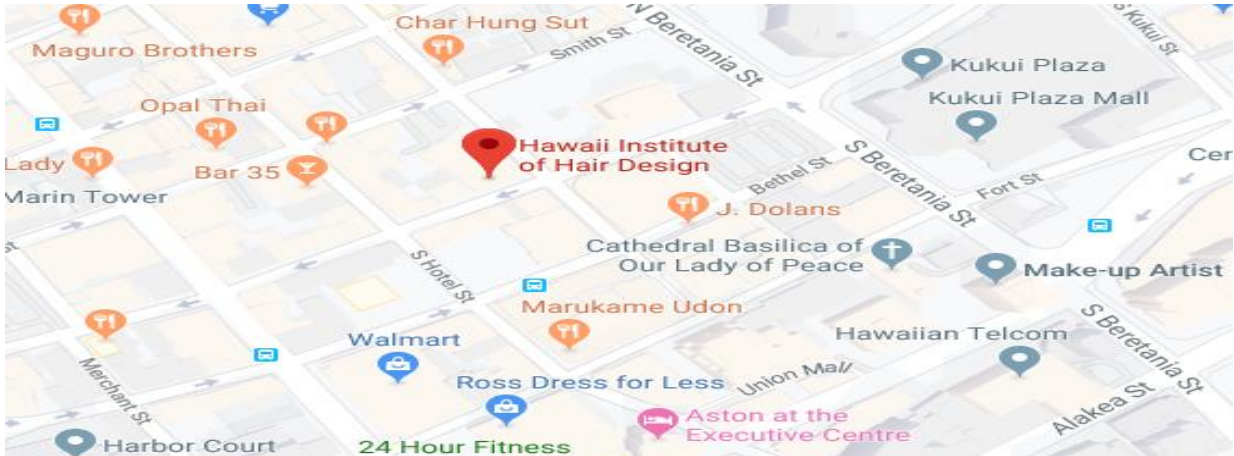 Char Hung Sut
Maguro Brothers
Smith St
N Beretania St
S Kukui St
Kukui Plaza
Kukui Plaza Mall
Opal Thai
Lady
Bar 35
Marin Tower
Hawaii Institute
of Hair Design
S Beretania St
Bethel St
Fort St
Cer
J. Dolans
Cathedral Basilica of
Our Lady of Peace
Make-up Artist
st
S Hotel St
Marukame Udon
Walmart
Hawaiian Telcom
S Beretania St
Merchant St
Ross Dress for Less
Union Mall
Alakea St
Aston at the
Executive Centre
Harbor Court
24 Hour Fitness